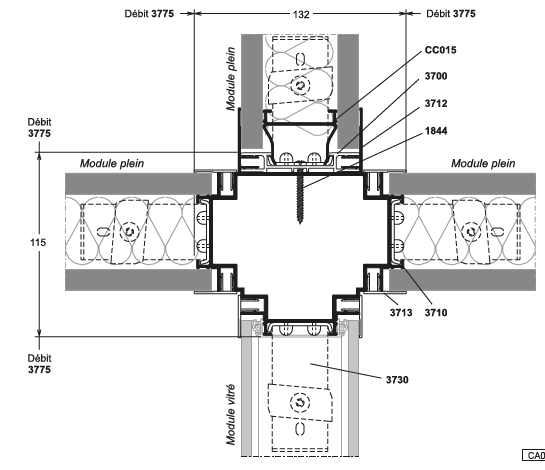 Débit 3775
132
Débit 3775
Module plein
CC015
3700
3712
1844
Débit
3775
Module plein
Module plein
115
3713
3710
Débit
3775
3730
Module vitré
CA0